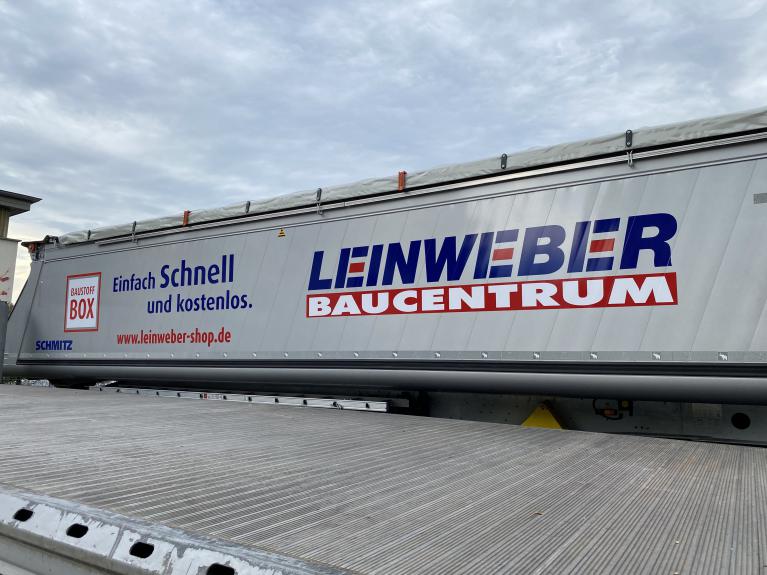 BAUSTOFF
BOX
Einfach Schnell
und kostenlos.
www.leinweber-shop.de
SCHMITZ
LEINWEBER
BAUCENTRUM